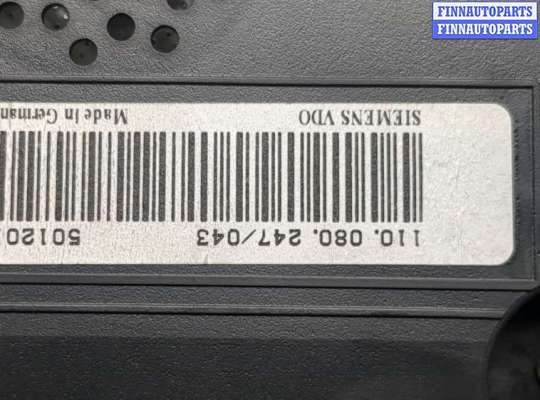 FINNAUTOPARTS
FINNAUTOPARTS
110. 080. 247/043 50120
SIEMENS VDO Made in German